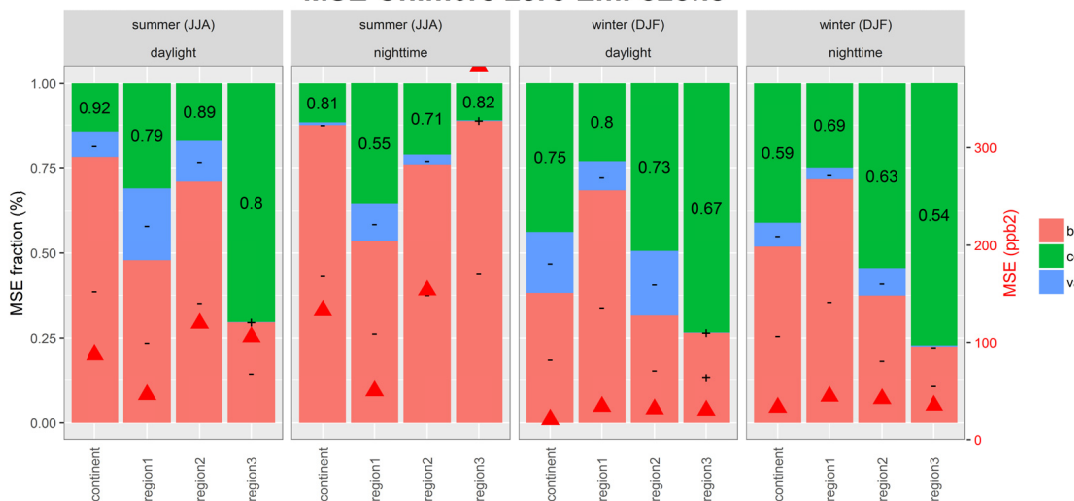 summer (JJA) summer (JJA) winter (DJF) winter (DJF)
daylight nighttime daylight nighttime
1.00
0.75
0.50
0.25
0.00
MSE fraction (%)
0.92 0.79 0.89 0.8
- - - +
- - - -
0.81 0.55 0.71 0.82
- - - +
- - - -
0.75 0.8 0.73 0.67
- - - +
- - - +
0.59 0.69 0.63 0.54
- - - -
- - - -
300
200
100
0
MSE (ppb2)
b
c
v
continent region1 region2 region3 continent region1 region2 region3 continent region1 region2 region3 continent region1 region2 region3